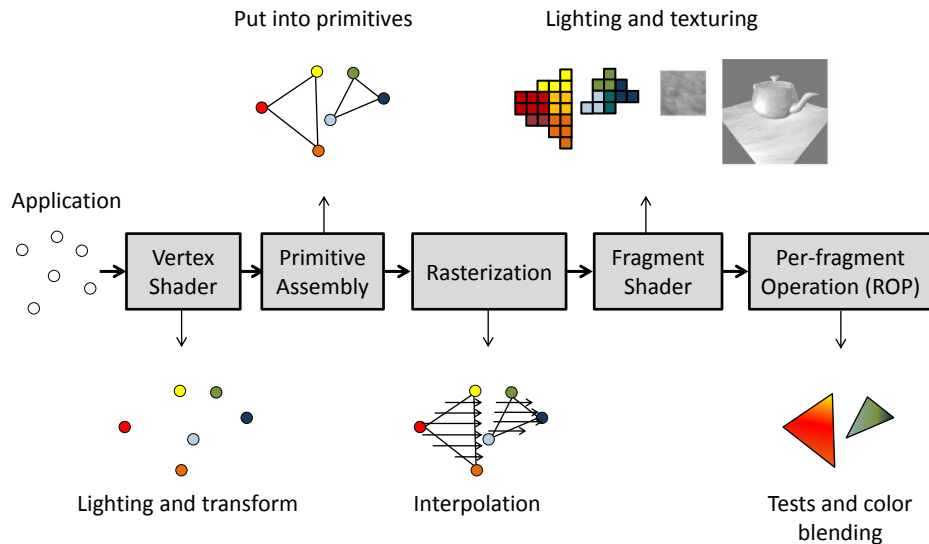 Put into primitives
Lighting and texturing
Application
Vertex
Shader
Primitive
Assembly
Rasterization
Fragment
Shader
Per-fragment
Operation (ROP)
Lighting and transform
Interpolation
Tests and color
blending